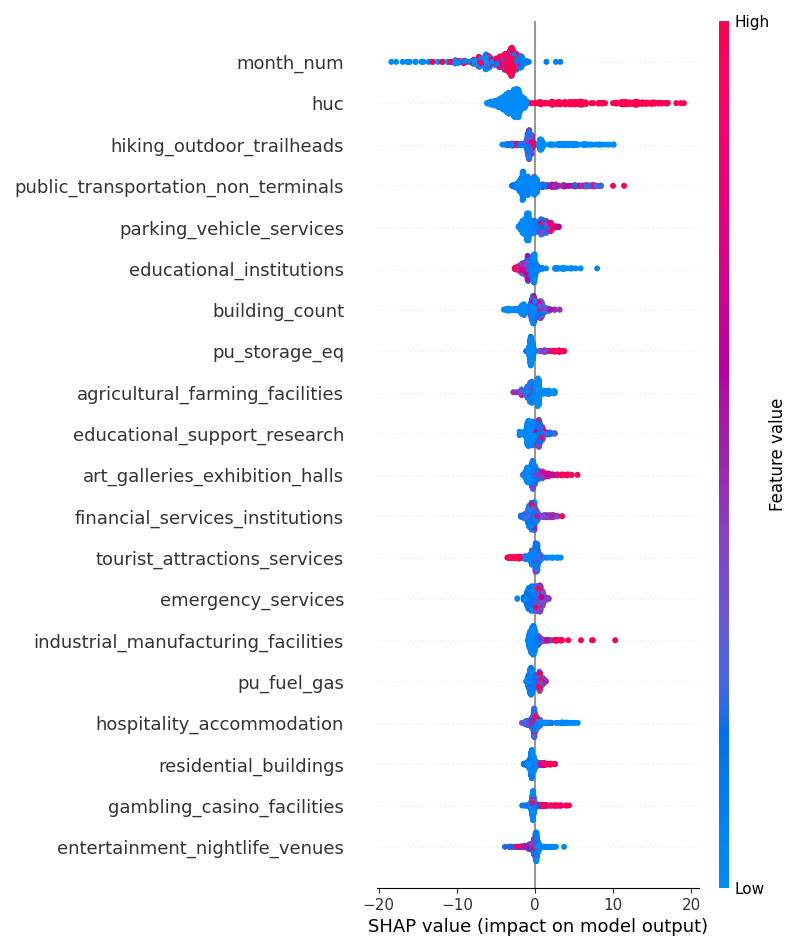 High
month_num
huc
hiking_outdoor_trailheads
public_transportation_non_terminals
parking_vehicle_services
educational_institutions
building_count
pu_storage_eq
agricultural_farming_facilities
educational_support_research
art_galleries_exhibition_halls
financial_services_institutions
tourist_attractions_services
emergency_services
industrial_manufacturing_facilities
pu_fuel_gas
hospitality_accommodation
residential_buildings
gambling_casino_facilities
entertainment_nightlife_venues
Feature value
Low
−20 −10 0 10 20
SHAP value (impact on model output)